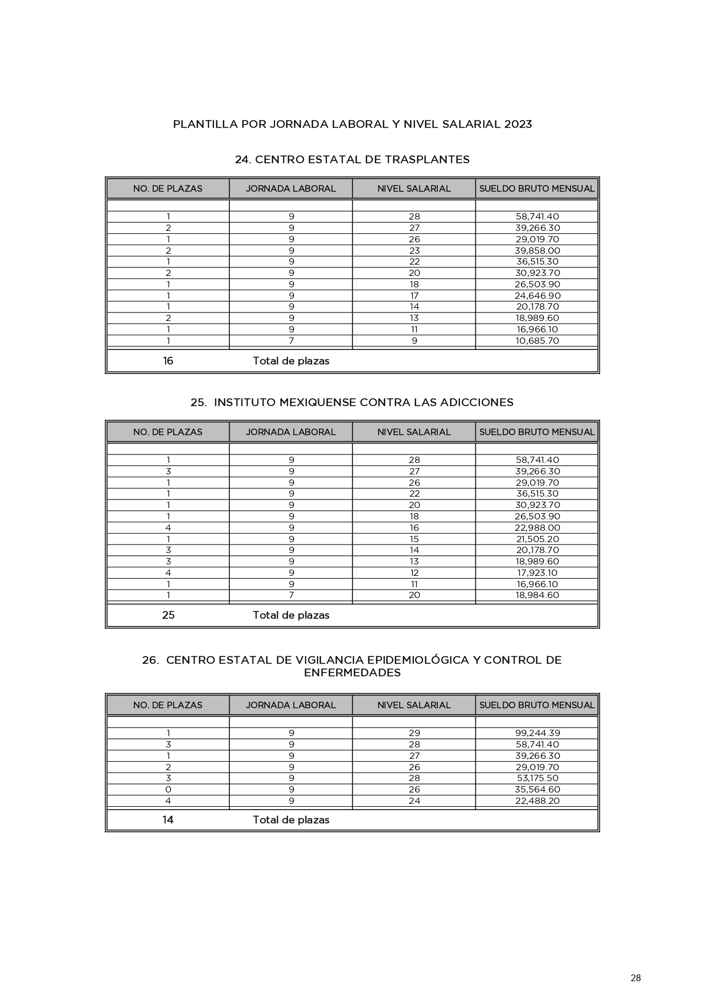 PLANTILLA POR JORNADA LABORAL Y NIVEL SALARIAL 2023
24. CENTRO ESTATAL DE TRASPLANTES
NO. DE PLAZAS JORNADA LABORAL NIVEL SALARIAL SUELDO BRUTO MENSUAL
1 9 28 58,741.40
2 9 27 39,266.30
1 9 26 29,019.70
2 9 23 39,858.00
1 9 22 36,515.30
2 9 20 30,923.70
1 9 18 26,503.90
1 9 17 24,646.90
1 9 14 20,178.70
2 9 13 18,989.60
1 9 11 16,966.10
1 7 9 10,685.70
16 Total de plazas
25. INSTITUTO MEXIQUENSE CONTRA LAS ADICCIONES
NO. DE PLAZAS JORNADA LABORAL NIVEL SALARIAL SUELDO BRUTO MENSUAL
1 9 28 58,741.40
3 9 27 39,266.30
1 9 26 29,019.70
1 9 22 36,515.30
1 9 20 30,923.70
1 9 18 26,503.90
4 9 16 22,988.00
1 9 15 21,505.20
3 9 14 20,178.70
3 9 13 18,989.60
4 9 12 17,923.10
1 9 11 16,966.10
1 7 20 18,984.60
25 Total de plazas
26. CENTRO ESTATAL DE VIGILANCIA EPIDEMIOLÓGICA Y CONTROL DE
ENFERMEDADES
NO. DE PLAZAS JORNADA LABORAL NIVEL SALARIAL SUELDO BRUTO MENSUAL
1 9 29 99,244.39
3 9 28 58,741.40
1 9 27 39,266.30
2 9 26 29,019.70
3 9 28 53,175.50
0 9 26 35,564.60
4 9 24 22,488.20
14 Total de plazas
28